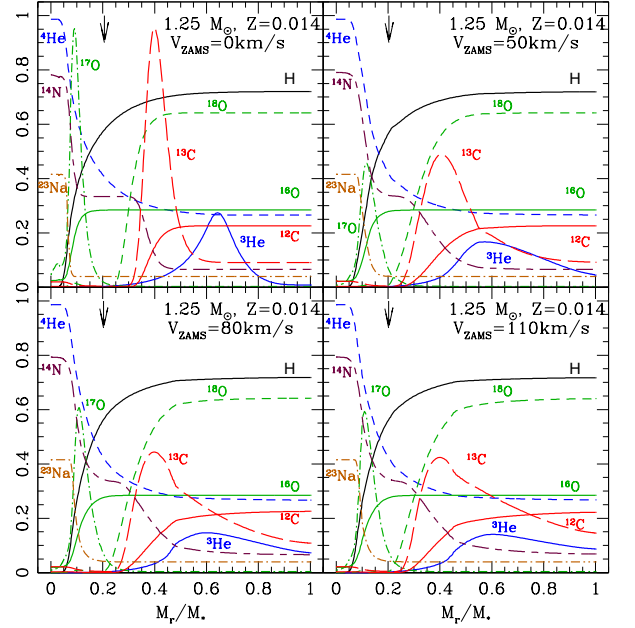 1.25 M⊙, Z=0.014
V_ZAMS=0km/s
⁴He
¹⁷O
¹⁴N
H
¹⁸O
¹³C
²³Na
¹⁶O
¹²C
³He
1
0.8
0.6
0.4
0.2
0
1.25 M⊙, Z=0.014
V_ZAMS=50km/s
⁴He
¹⁴N
H
¹⁸O
¹³C
²³Na
¹⁶O
¹⁷O
¹²C
³He
1.25 M⊙, Z=0.014
V_ZAMS=80km/s
⁴He
¹⁴N
H
¹⁷O
¹⁸O
¹³C
²³Na
¹⁶O
¹²C
³He
1
0.8
0.6
0.4
0.2
0
0 0.2 0.4 0.6 0.8 1
M_r/M_*
1.25 M⊙, Z=0.014
V_ZAMS=110km/s
⁴He
¹⁴N
H
¹⁷O
¹⁸O
¹³C
²³Na
¹⁶O
¹²C
³He
0 0.2 0.4 0.6 0.8 1
M_r/M_*